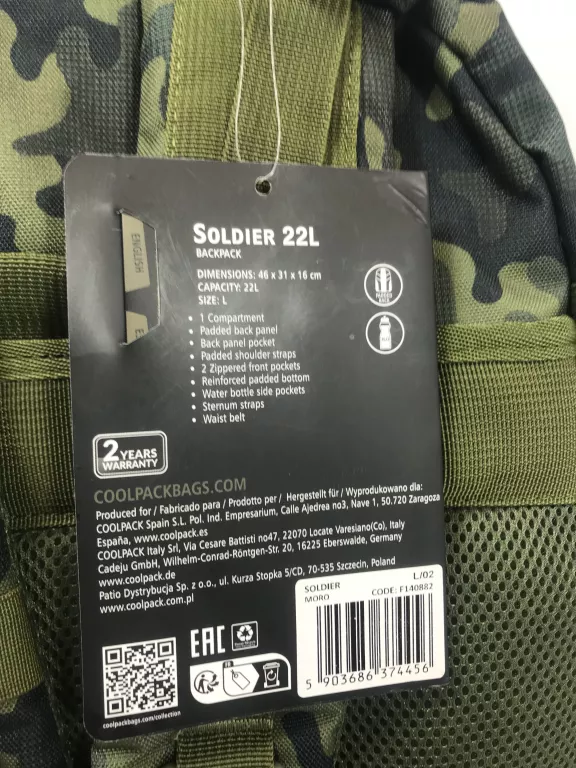 ENGLISH
SOLDIER 22L
BACKPACK
DIMENSIONS: 46 x 31 x 16 cm
CAPACITY: 22L
SIZE: L
• 1 Compartment
• Padded back panel
• Back panel pocket
• Padded shoulder straps
• 2 Zippered front pockets
• Reinforced padded bottom
• Water bottle side pockets
• Sternum straps
• Waist belt
PADDED
BACK
2 YEARS
WARRANTY
COOLPACKBAGS.COM
Produced for / Fabricado para / Prodotto per / Hergestellt für / Wyprodukowano dla:
COOLPACK Spain S.L. Pol. Ind. Empresarium, Calle Ajedrea no3, Nave 1, 50.720 Zaragoza
España, www.coolpack.es
COOLPACK Italy Srl, Via Cesare Battisti no47, 22070 Locate Varesiano(Co), Italy
Cadeju GmbH, Wilhelm-Conrad-Röntgen-Str. 20, 16225 Eberswalde, Germany
www.coolpack.de
Patio Dystrybucja Sp. z o.o., ul. Kurza Stopka 5/CD, 70-535 Szczecin, Poland
www.coolpack.com.pl
SOLDIER L/02
MORO CODE: F140882
5 903686 374456
EAC
FR
coolpackbags.com/collection